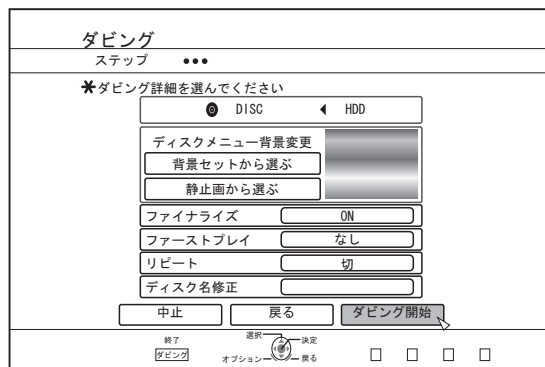 ダビング
ステップ
*ダビング詳細を選んでください
DISC HDD
ディスクメニュー背景変更
背景セットから選ぶ
静止画から選ぶ
ファイナライズ ON
ファーストプレイ なし
リピート 切
ディスク名修正
中止 戻る ダビング開始
終了 選択 決定
ダビング オプション 戻る